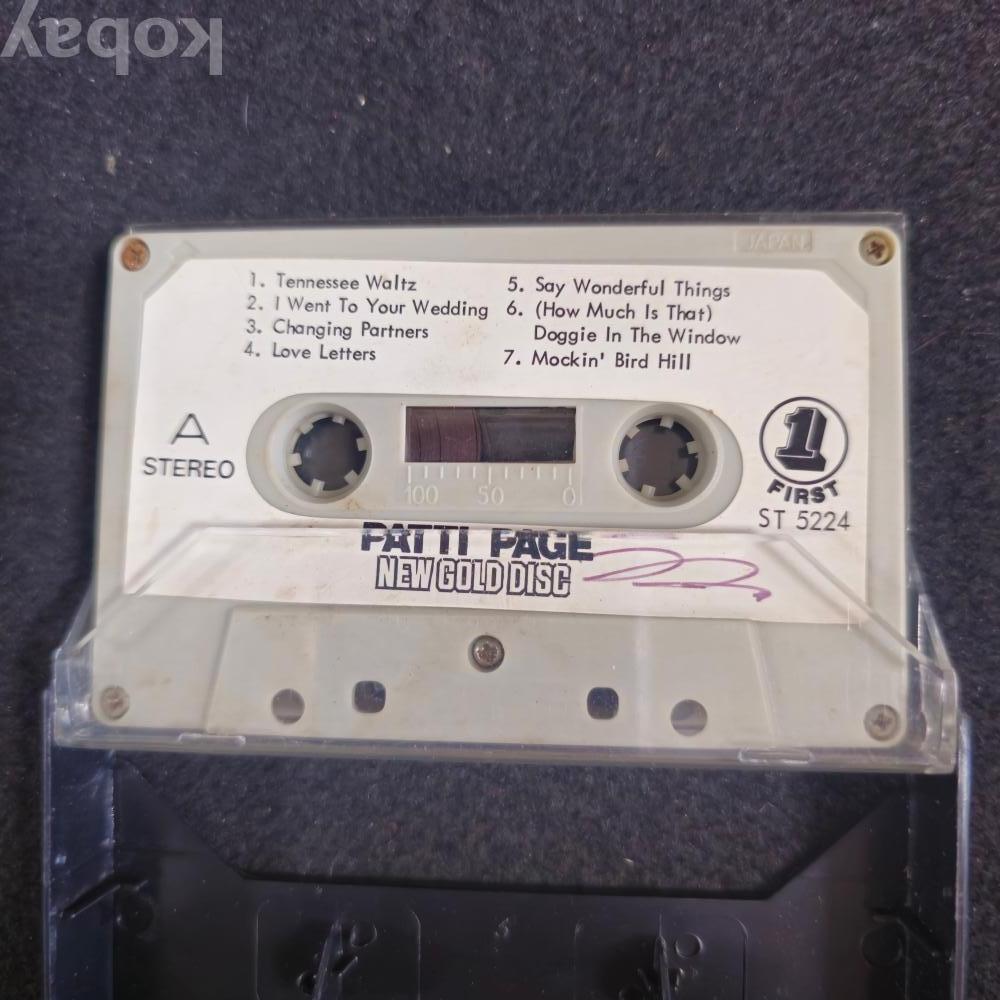 kobay
JAPAN
1. Tennessee Waltz
2. I Went To Your Wedding
3. Changing Partners
4. Love Letters
5. Say Wonderful Things
6. (How Much Is That)
Doggie In The Window
7. Mockin' Bird Hill
A
STEREO
100 50 0
1
FIRST
ST 5224
PATTI PAGE
NEW GOLD DISC